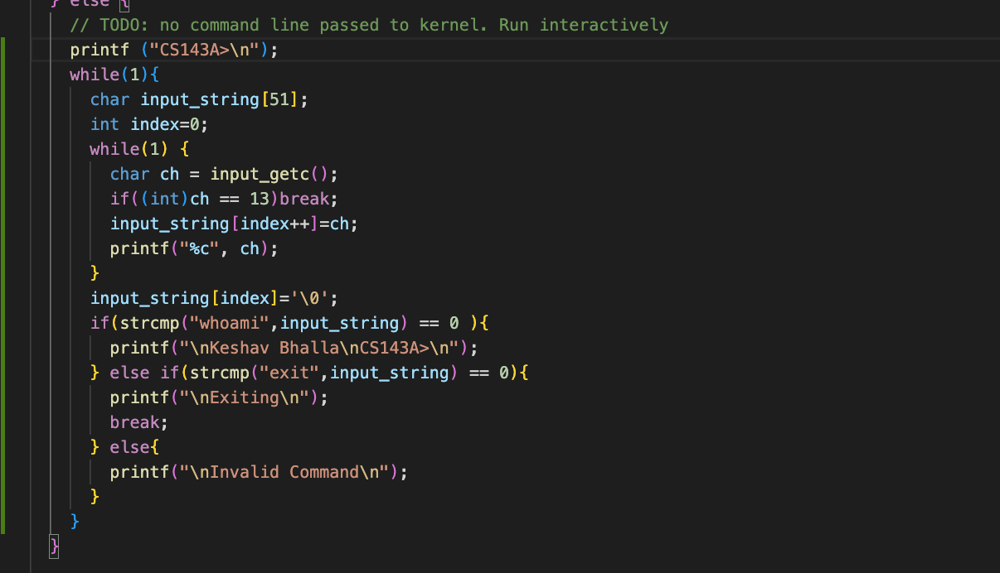 } else {
// TODO: no command line passed to kernel. Run interactively
printf ("CS143A>\n");
while(1){
char input_string[51];
int index=0;
while(1) {
char ch = input_getc();
if((int)ch == 13)break;
input_string[index++]=ch;
printf("%c", ch);
}
input_string[index]='\0';
if(strcmp("whoami",input_string) == 0 ){
printf("\nKeshav Bhalla\nCS143A>\n");
} else if(strcmp("exit",input_string) == 0){
printf("\nExiting\n");
break;
} else{
printf("\nInvalid Command\n");
}
}
}